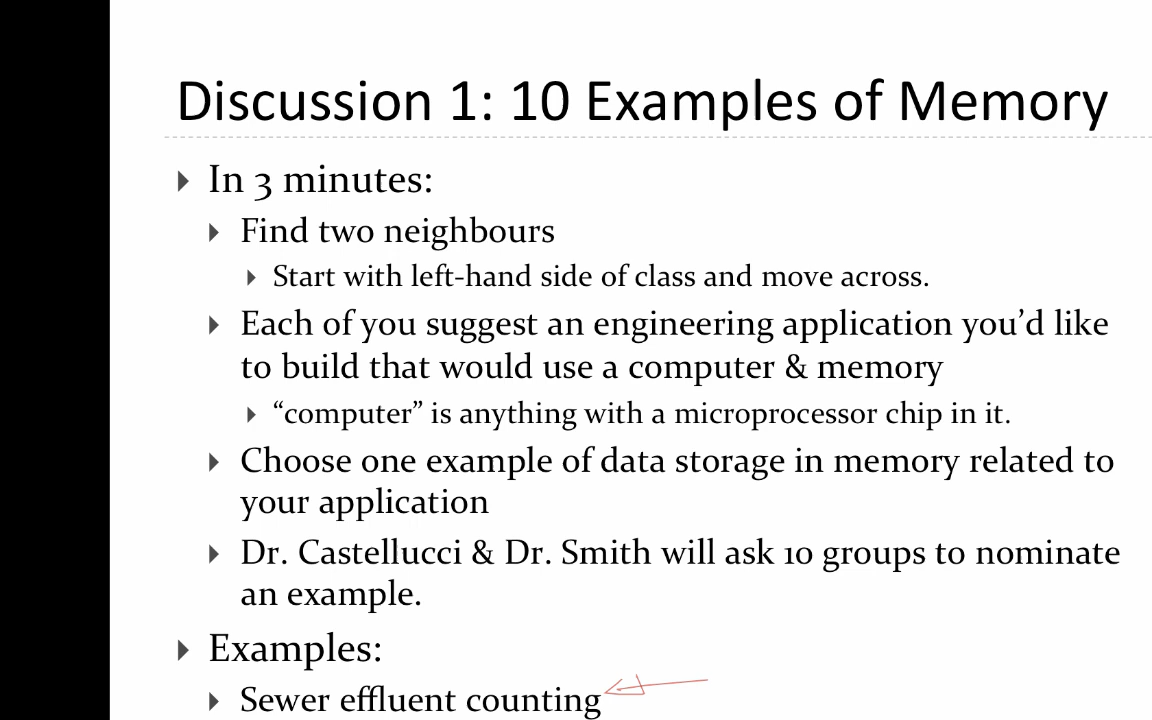 Discussion 1: 10 Examples of Memory
In 3 minutes:
Find two neighbours
Start with left-hand side of class and move across.
Each of you suggest an engineering application you’d like
to build that would use a computer & memory
“computer” is anything with a microprocessor chip in it.
Choose one example of data storage in memory related to
your application
Dr. Castellucci & Dr. Smith will ask 10 groups to nominate
an example.
Examples:
Sewer effluent counting